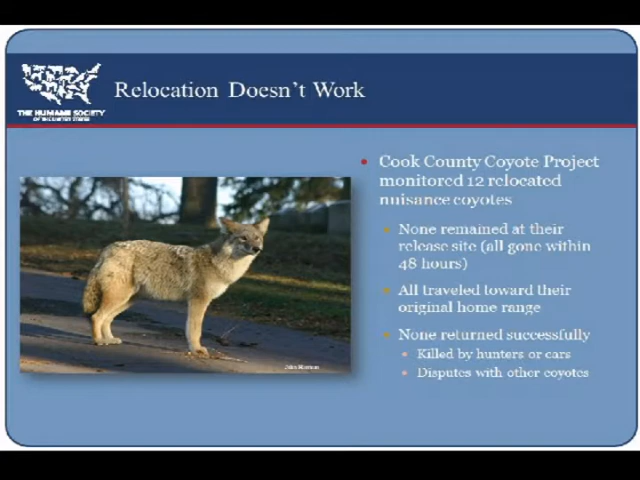 Relocation Doesn't Work
THE HUMANE SOCIETY
OF THE UNITED STATES
Cook County Coyote Project
monitored 12 relocated
nuisance coyotes
None remained at their
release site (all gone within
48 hours)
All traveled toward their
original home range
None returned successfully
Killed by hunters or cars
Disputes with other coyotes